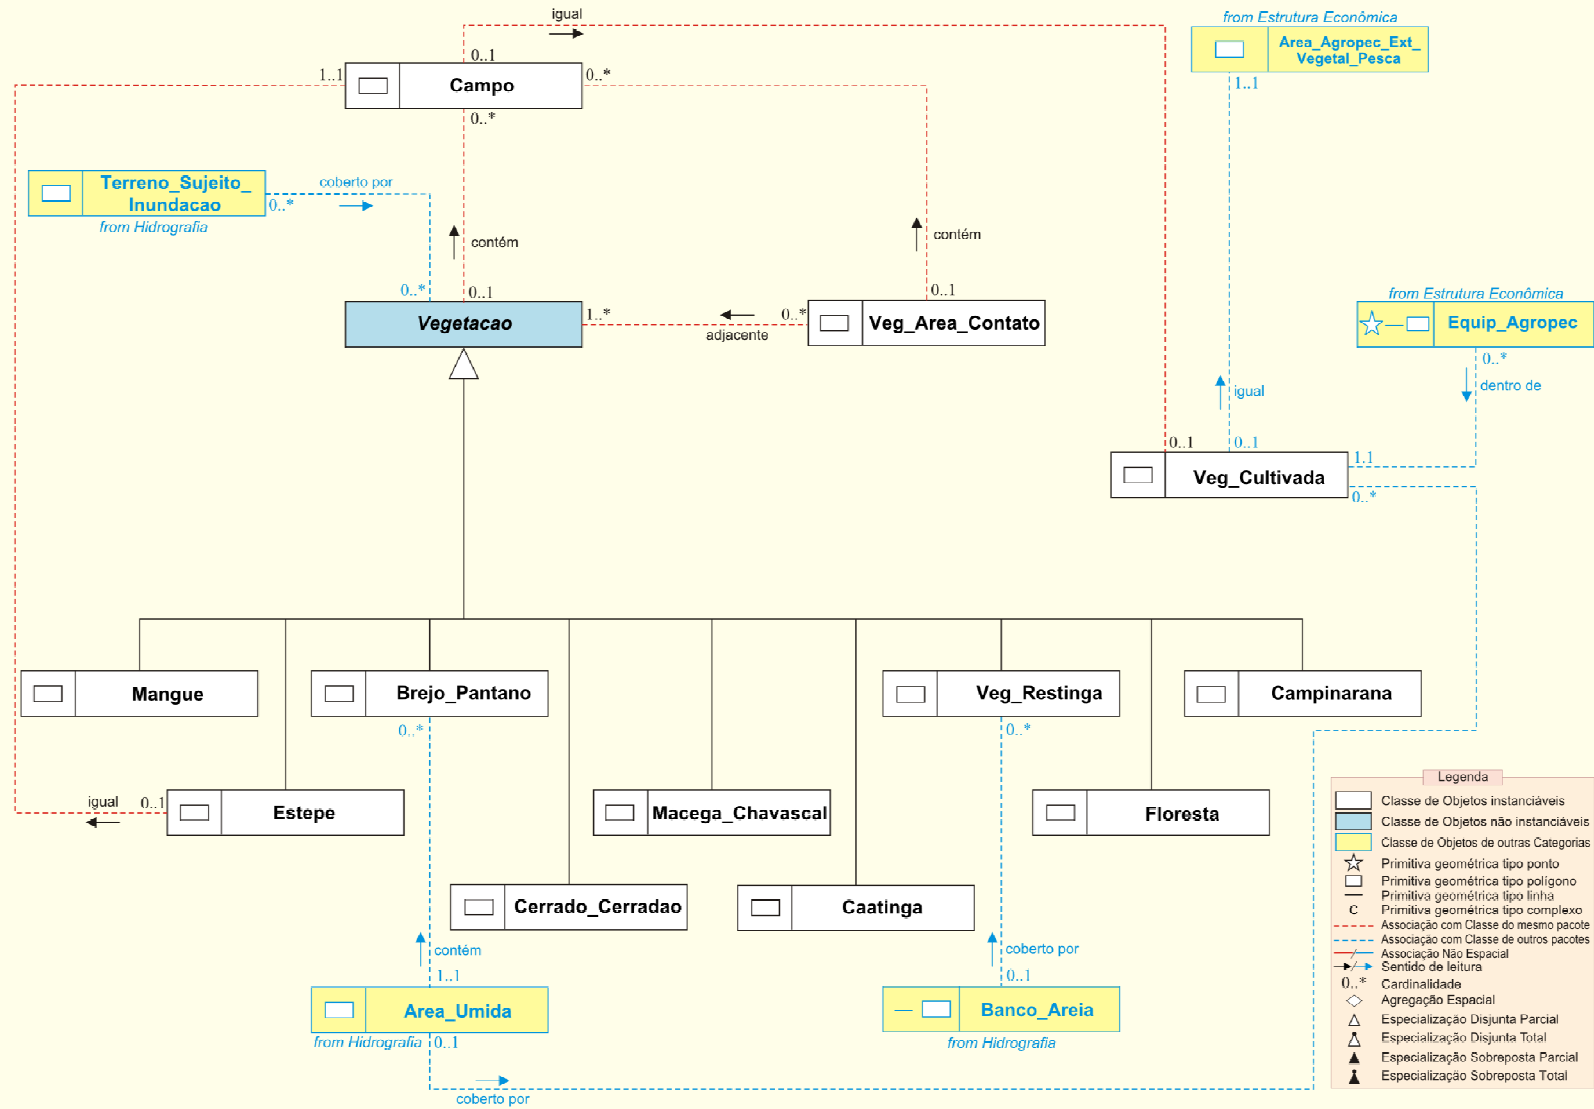 igual
from Estrutura Econômica
Area_Agropec_Ext_
Vegetal_Pesca
1..1
0..1
1..1
Campo
0..*
0..*
Terreno_Sujeito_
Inundacao
0..*
from Hidrografia
coberto por
contém
contém
0..*
0..1
Vegetacao
1..*
adjacente
0..*
0..1
Veg_Area_Contato
from Estrutura Econômica
Equip_Agropec
0..*
dentro de
igual
0..1
0..1
1.1
Veg_Cultivada
0..*
Mangue
Brejo_Pantano
0..*
Veg_Restinga
0..*
Campinarana
igual
0..1
Estepe
Macega_Chavascal
Floresta
Cerrado_Cerradao
Caatinga
contém
1..1
Area_Umida
from Hidrografia
0..1
coberto por
coberto por
0..1
Banco_Areia
from Hidrografia
Legenda
Classe de Objetos instanciáveis
Classe de Objetos não instanciáveis
Classe de Objetos de outras Categorias
Primitiva geométrica tipo ponto
Primitiva geométrica tipo polígono
Primitiva geométrica tipo linha
C Primitiva geométrica tipo complexo
Associação com Classe do mesmo pacote
Associação com Classe de outros pacotes
Associação Não Espacial
Sentido de leitura
0..* Cardinalidade
Agregação Espacial
Especialização Disjunta Parcial
Especialização Disjunta Total
Especialização Sobreposta Parcial
Especialização Sobreposta Total